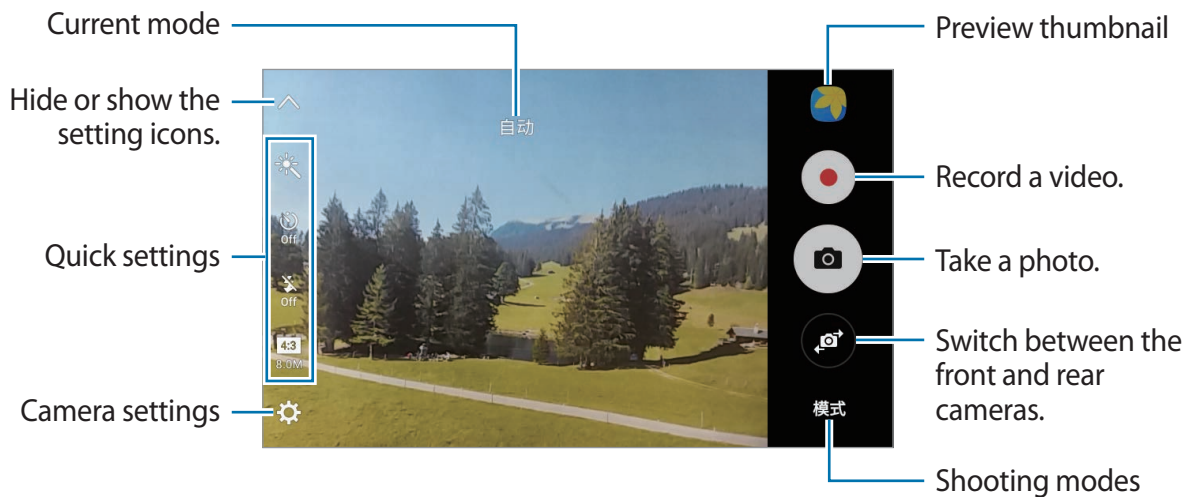 Current mode
Preview thumbnail
Hide or show the
setting icons.
自动
Record a video.
Off
Quick settings
Take a photo.
Off
4:3
8.0M
Switch between the
front and rear
cameras.
Camera settings
模式
Shooting modes